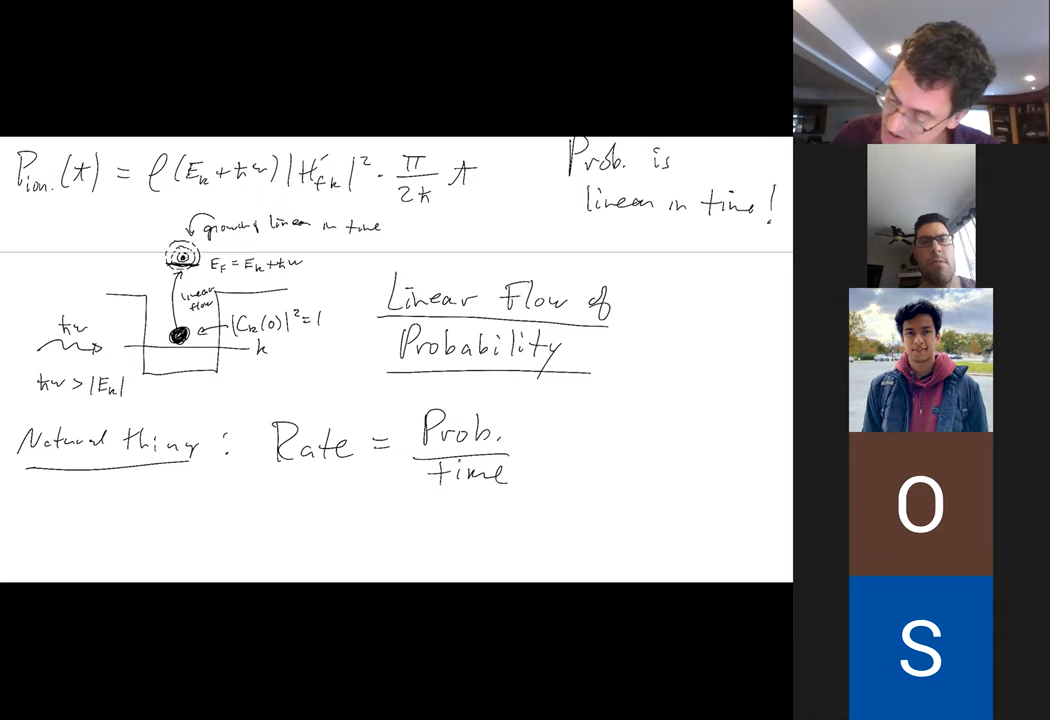 P_ion.(t) = ρ(E_k + ħω) |H'_fk|² · π/2ħ t
Prob. is
linear in time!
growing linear in time
E_F = E_k + ħω
linear
flow
|C_k(0)|² = 1
k
ħω
ħω > |E_k|
Linear Flow of
Probability
Natural thing: Rate = Prob./time
O
S